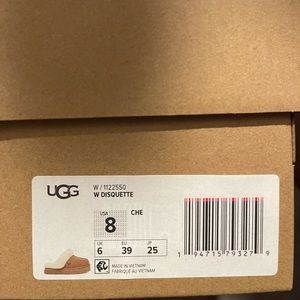 UGG
W / 1122550
W DISQUETTE
USA
8
CHE
UK EU JP
6 39 25
MADE IN VIETNAM
FABRIQUÉ AU VIETNAM
1 94715 79327 9